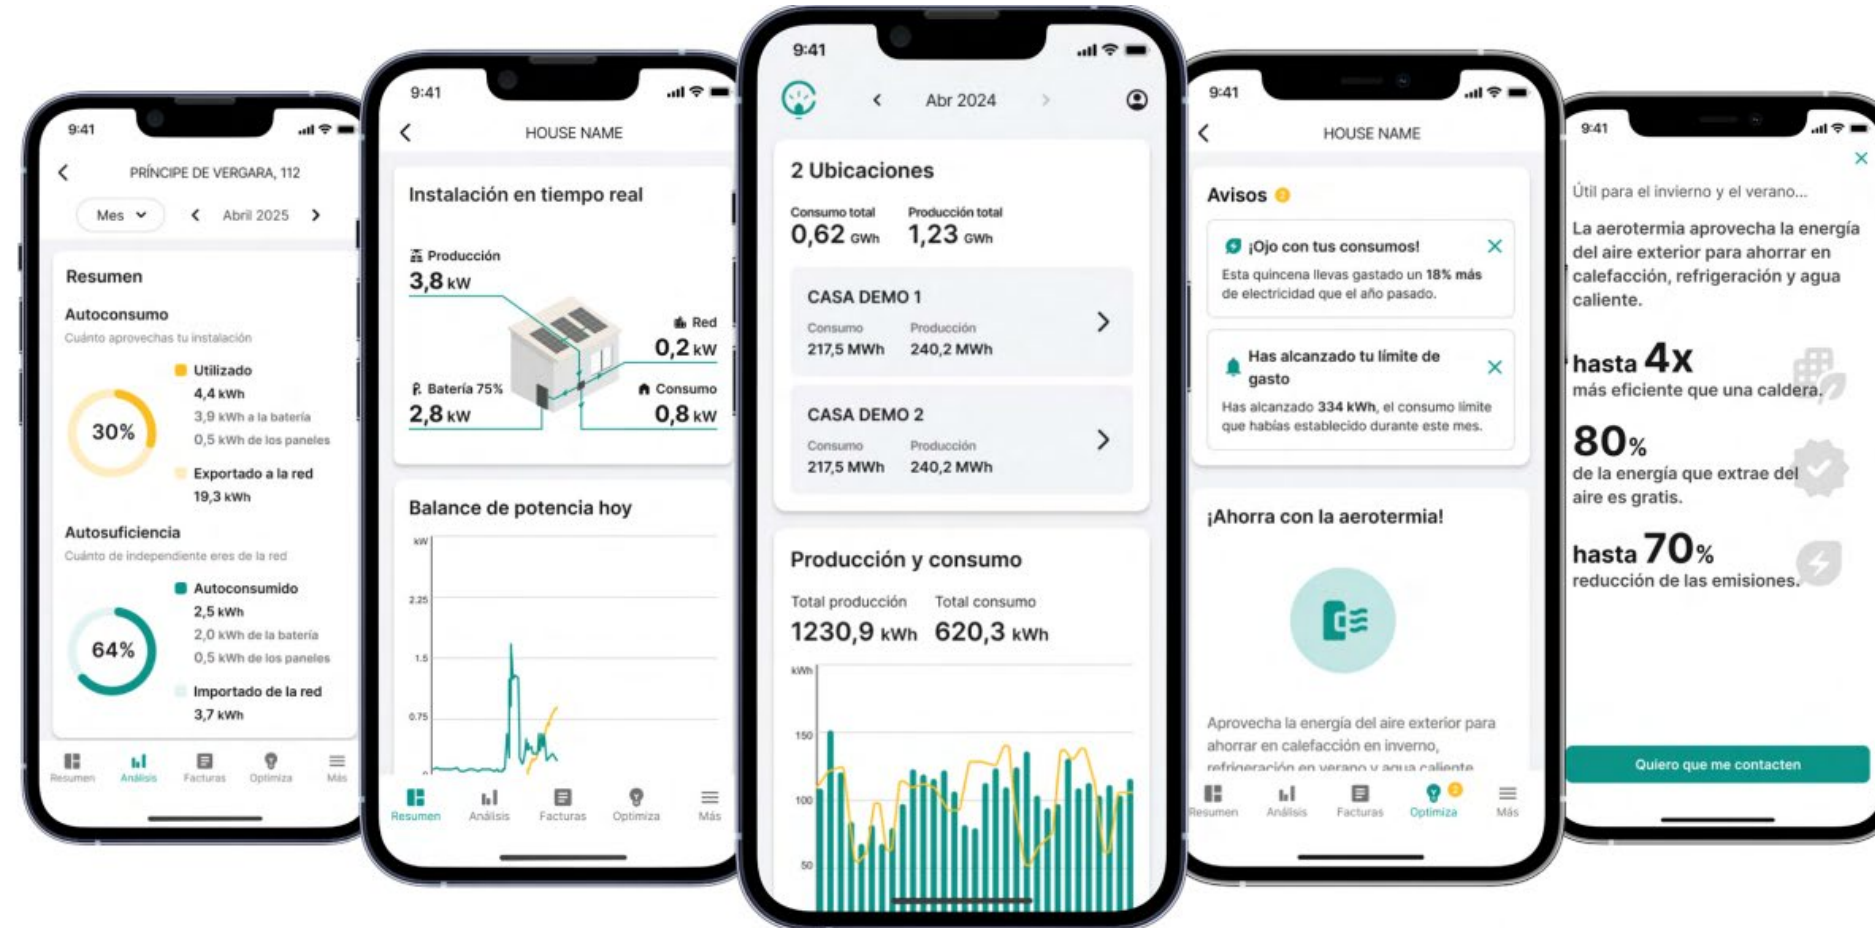 9:41
PRÍNCIPE DE VERGARA, 112
Mes
Abril 2025
Resumen
Autoconsumo
Cuánto aprovechas tu instalación
30%
Utilizado
4,4 kWh
3,9 kWh a la batería
0,5 kWh de los paneles
Exportado a la red
19,3 kWh
Autosuficiencia
Cuánto de independiente eres de la red
64%
Autoconsumido
2,5 kWh
2,0 kWh de la batería
0,5 kWh de los paneles
Importado de la red
3,7 kWh
Resumen Análisis Facturas Optimiza Más
9:41
HOUSE NAME
Instalación en tiempo real
Producción
3,8 kW
Red
0,2 kW
Batería 75%
2,8 kW
Consumo
0,8 kW
Balance de potencia hoy
kW
2.25
1.5
0.75
0
Resumen Análisis Facturas Optimiza Más
9:41
Abr 2024
2 Ubicaciones
Consumo total Producción total
0,62 GWh 1,23 GWh
CASA DEMO 1
Consumo Producción
217,5 MWh 240,2 MWh
CASA DEMO 2
Consumo Producción
217,5 MWh 240,2 MWh
Producción y consumo
Total producción Total consumo
1230,9 kWh 620,3 kWh
kWh
150
100
50
9:41
HOUSE NAME
Avisos 2
¡Ojo con tus consumos!
Esta quincena llevas gastado un 18% más
de electricidad que el año pasado.
Has alcanzado tu límite de
gasto
Has alcanzado 334 kWh, el consumo límite
que habías establecido durante este mes.
¡Ahorra con la aerotermia!
Aprovecha la energía del aire exterior para
ahorrar en calefacción en inverno,
refrigeración en verano y agua caliente
Resumen Análisis Facturas Optimiza 2 Más
9:41
Útil para el invierno y el verano...
La aerotermia aprovecha la energía
del aire exterior para ahorrar en
calefacción, refrigeración y agua
caliente.
hasta 4x
más eficiente que una caldera.
80%
de la energía que extrae del
aire es gratis.
hasta 70%
reducción de las emisiones.
Quiero que me contacten